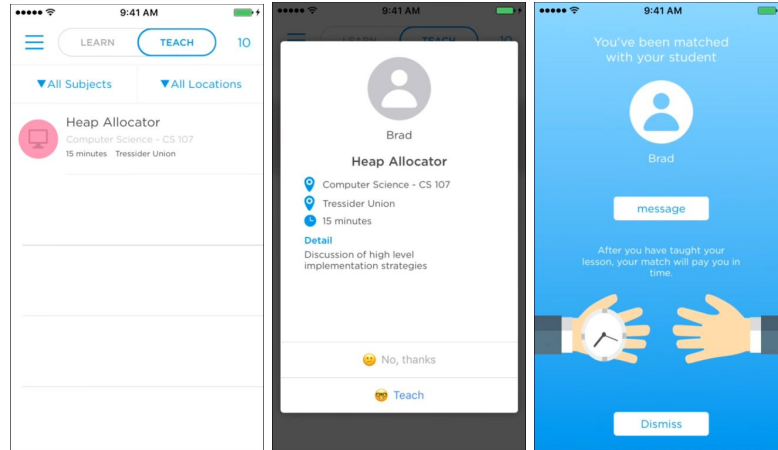 9:41 AM
LEARN TEACH 10
▼All Subjects ▼All Locations
Heap Allocator
Computer Science - CS 107
15 minutes Tressider Union
9:41 AM
LEARN TEACH 10
Brad
Heap Allocator
Computer Science - CS 107
Tressider Union
15 minutes
Detail
Discussion of high level
implementation strategies
No, thanks
Teach
9:41 AM
You've been matched
with your student
Brad
message
After you have taught your
lesson, your match will pay you in
time.
Dismiss